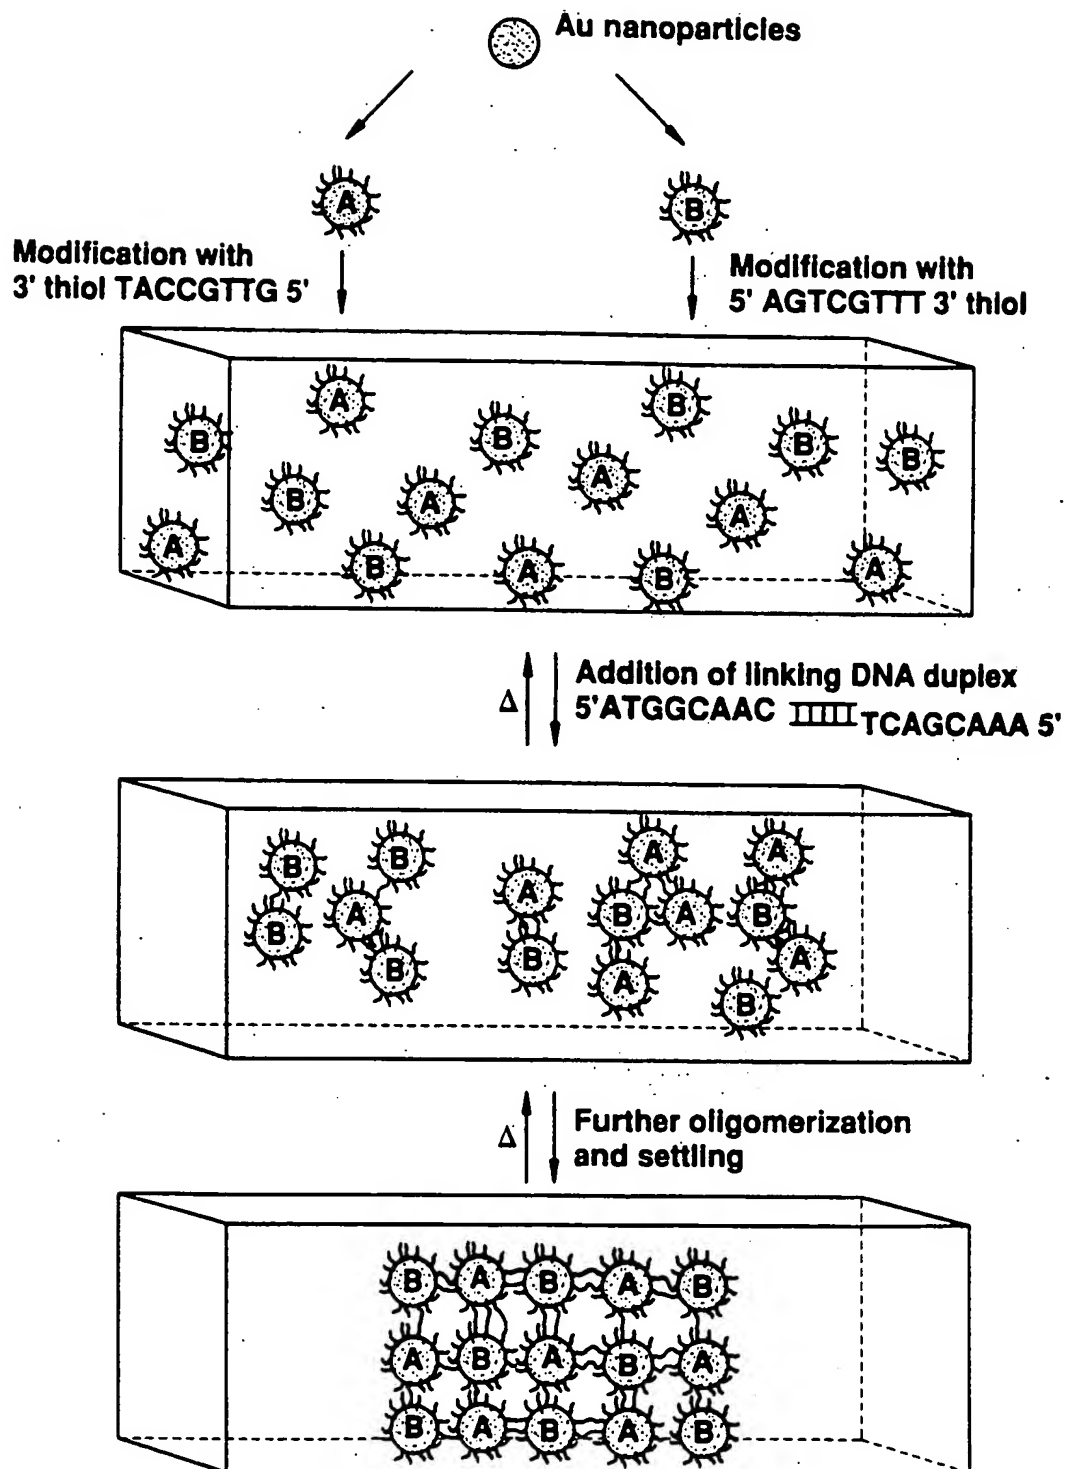 Au nanoparticles
A
B
Modification with
3' thiol TACCGTTG 5'
Modification with
5' AGTCGTTT 3' thiol
A
B
B
B
B
B
A
B
A
A
A
B
A
B
A
Δ
Addition of linking DNA duplex
5'ATGGCAAC
TCAGCAAA 5'
B
B
A
A
A
B
A
B
A
B
B
B
A
A
B
Δ
Further oligomerization
and settling
B A B A B
A B A B A
B A B A B